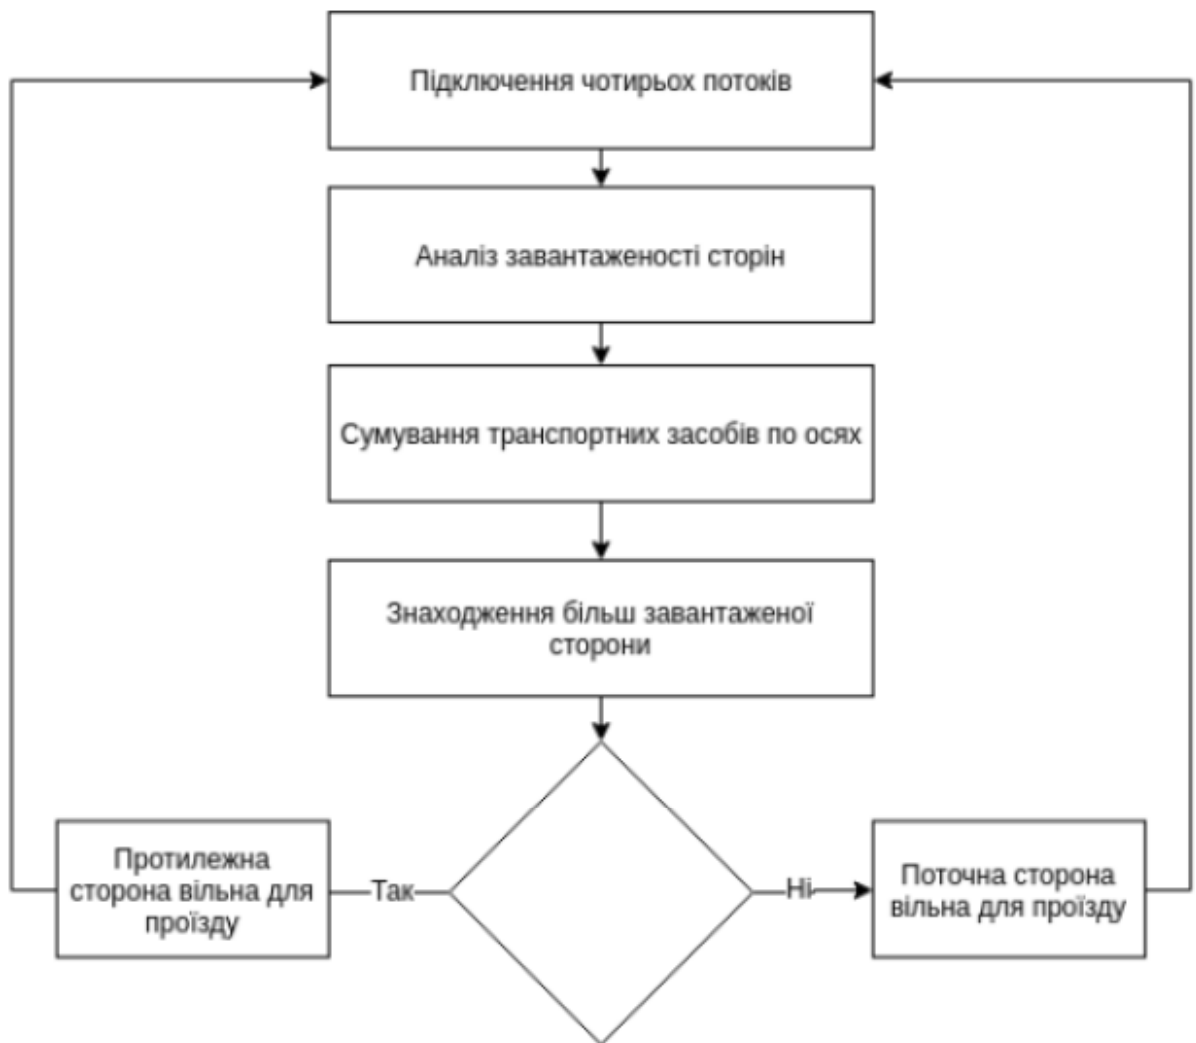 Підключення чотирьох потоків
Аналіз завантаженості сторін
Сумування транспортних засобів по осях
Знаходження більш завантаженої
сторони
Протилежна
сторона вільна для
проїзду
Так
Ні
Поточна сторона
вільна для проїзду